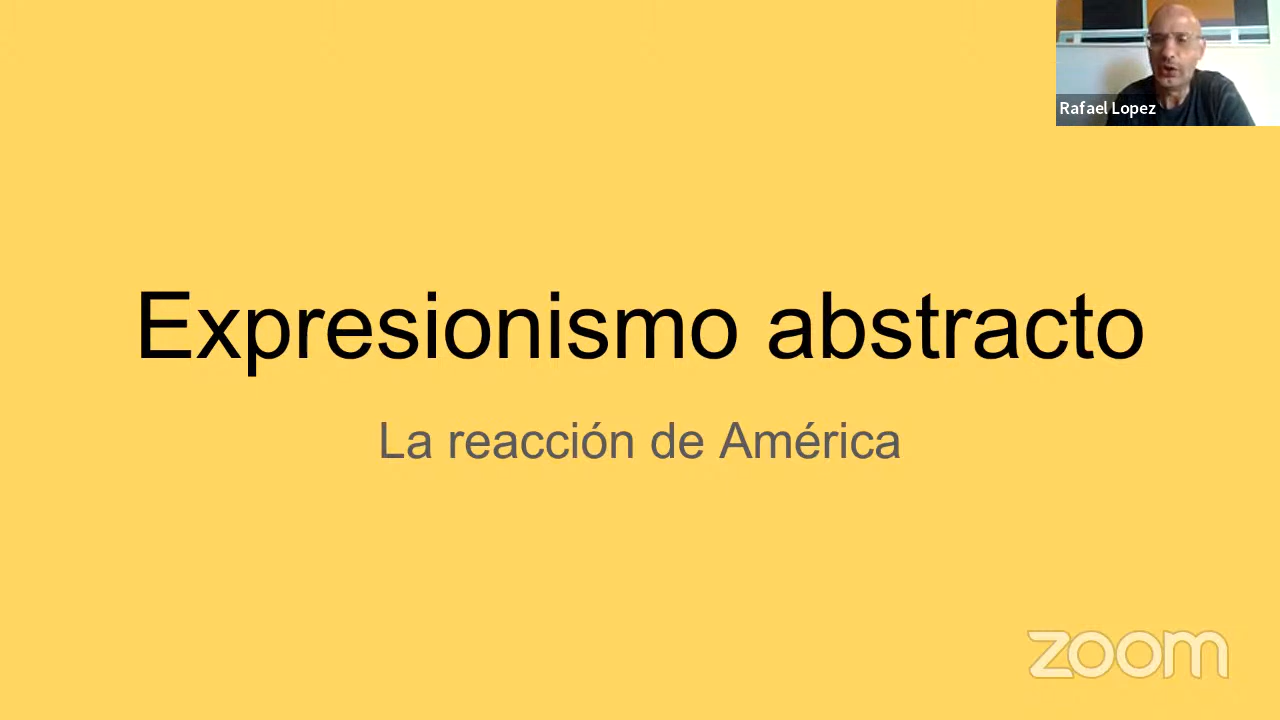 Rafael Lopez
Expresionismo abstracto
La reacción de América
zoom